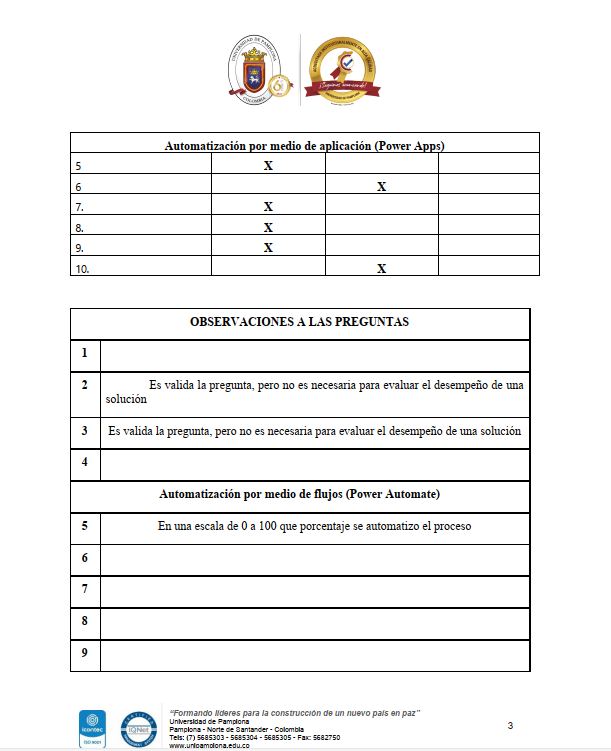 UNIVERSIDAD DE PAMPLONA
COLOMBIA
Automatización por medio de aplicación (Power Apps)
5 X
6 X
7. X
8. X
9. X
10. X
OBSERVACIONES A LAS PREGUNTAS
1
2 Es valida la pregunta, pero no es necesaria para evaluar el desempeño de una
solución
3 Es valida la pregunta, pero no es necesaria para evaluar el desempeño de una solución
4
Automatización por medio de flujos (Power Automate)
5 En una escala de 0 a 100 que porcentaje se automatizo el proceso
6
7
8
9
icontec
ISO 9001
IQNet
“Formando líderes para la construcción de un nuevo país en paz”
Universidad de Pamplona
Pamplona - Norte de Santander - Colombia
Tels: (7) 5685303 - 5685304 - 5685305 - Fax: 5682750
www.unipamplona.edu.co
3